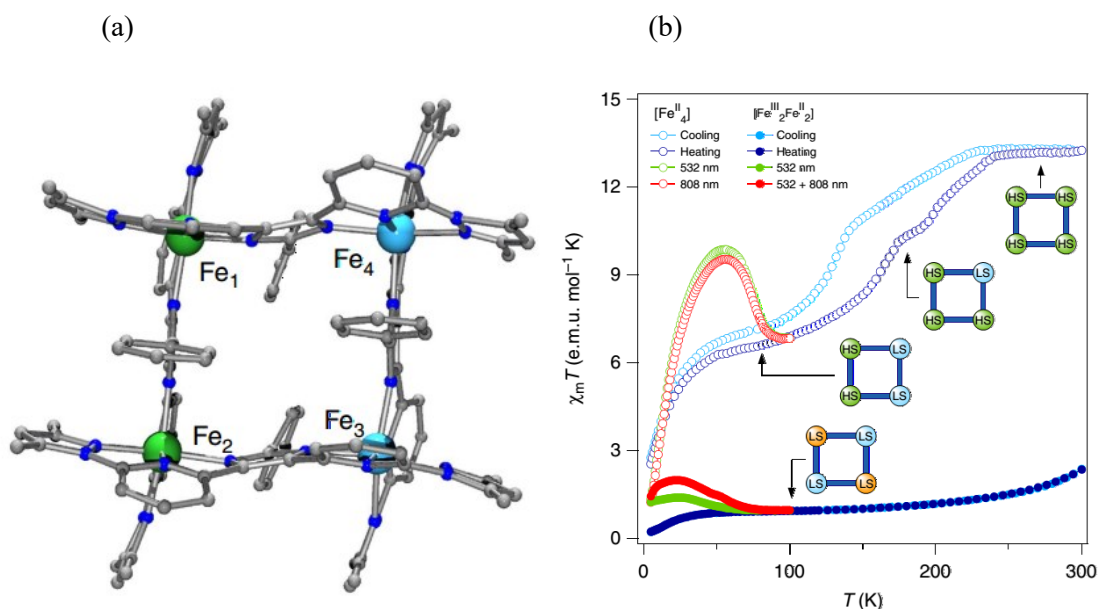 (a)
(b)
Fe₁
Fe₄
Fe₂
Fe₃
[Feᴵᴵ₄]
[Feᴵᴵᴵ₂Feᴵᴵ₂]
Cooling
Cooling
Heating
Heating
532 nm
532 nm
808 nm
532 + 808 nm
HS HS
HS HS
HS LS
HS HS
HS LS
HS LS
LS LS
LS LS
15
12
9
6
3
0
χₘT (e.m.u. mol⁻¹ K)
0 100 200 300
T (K)